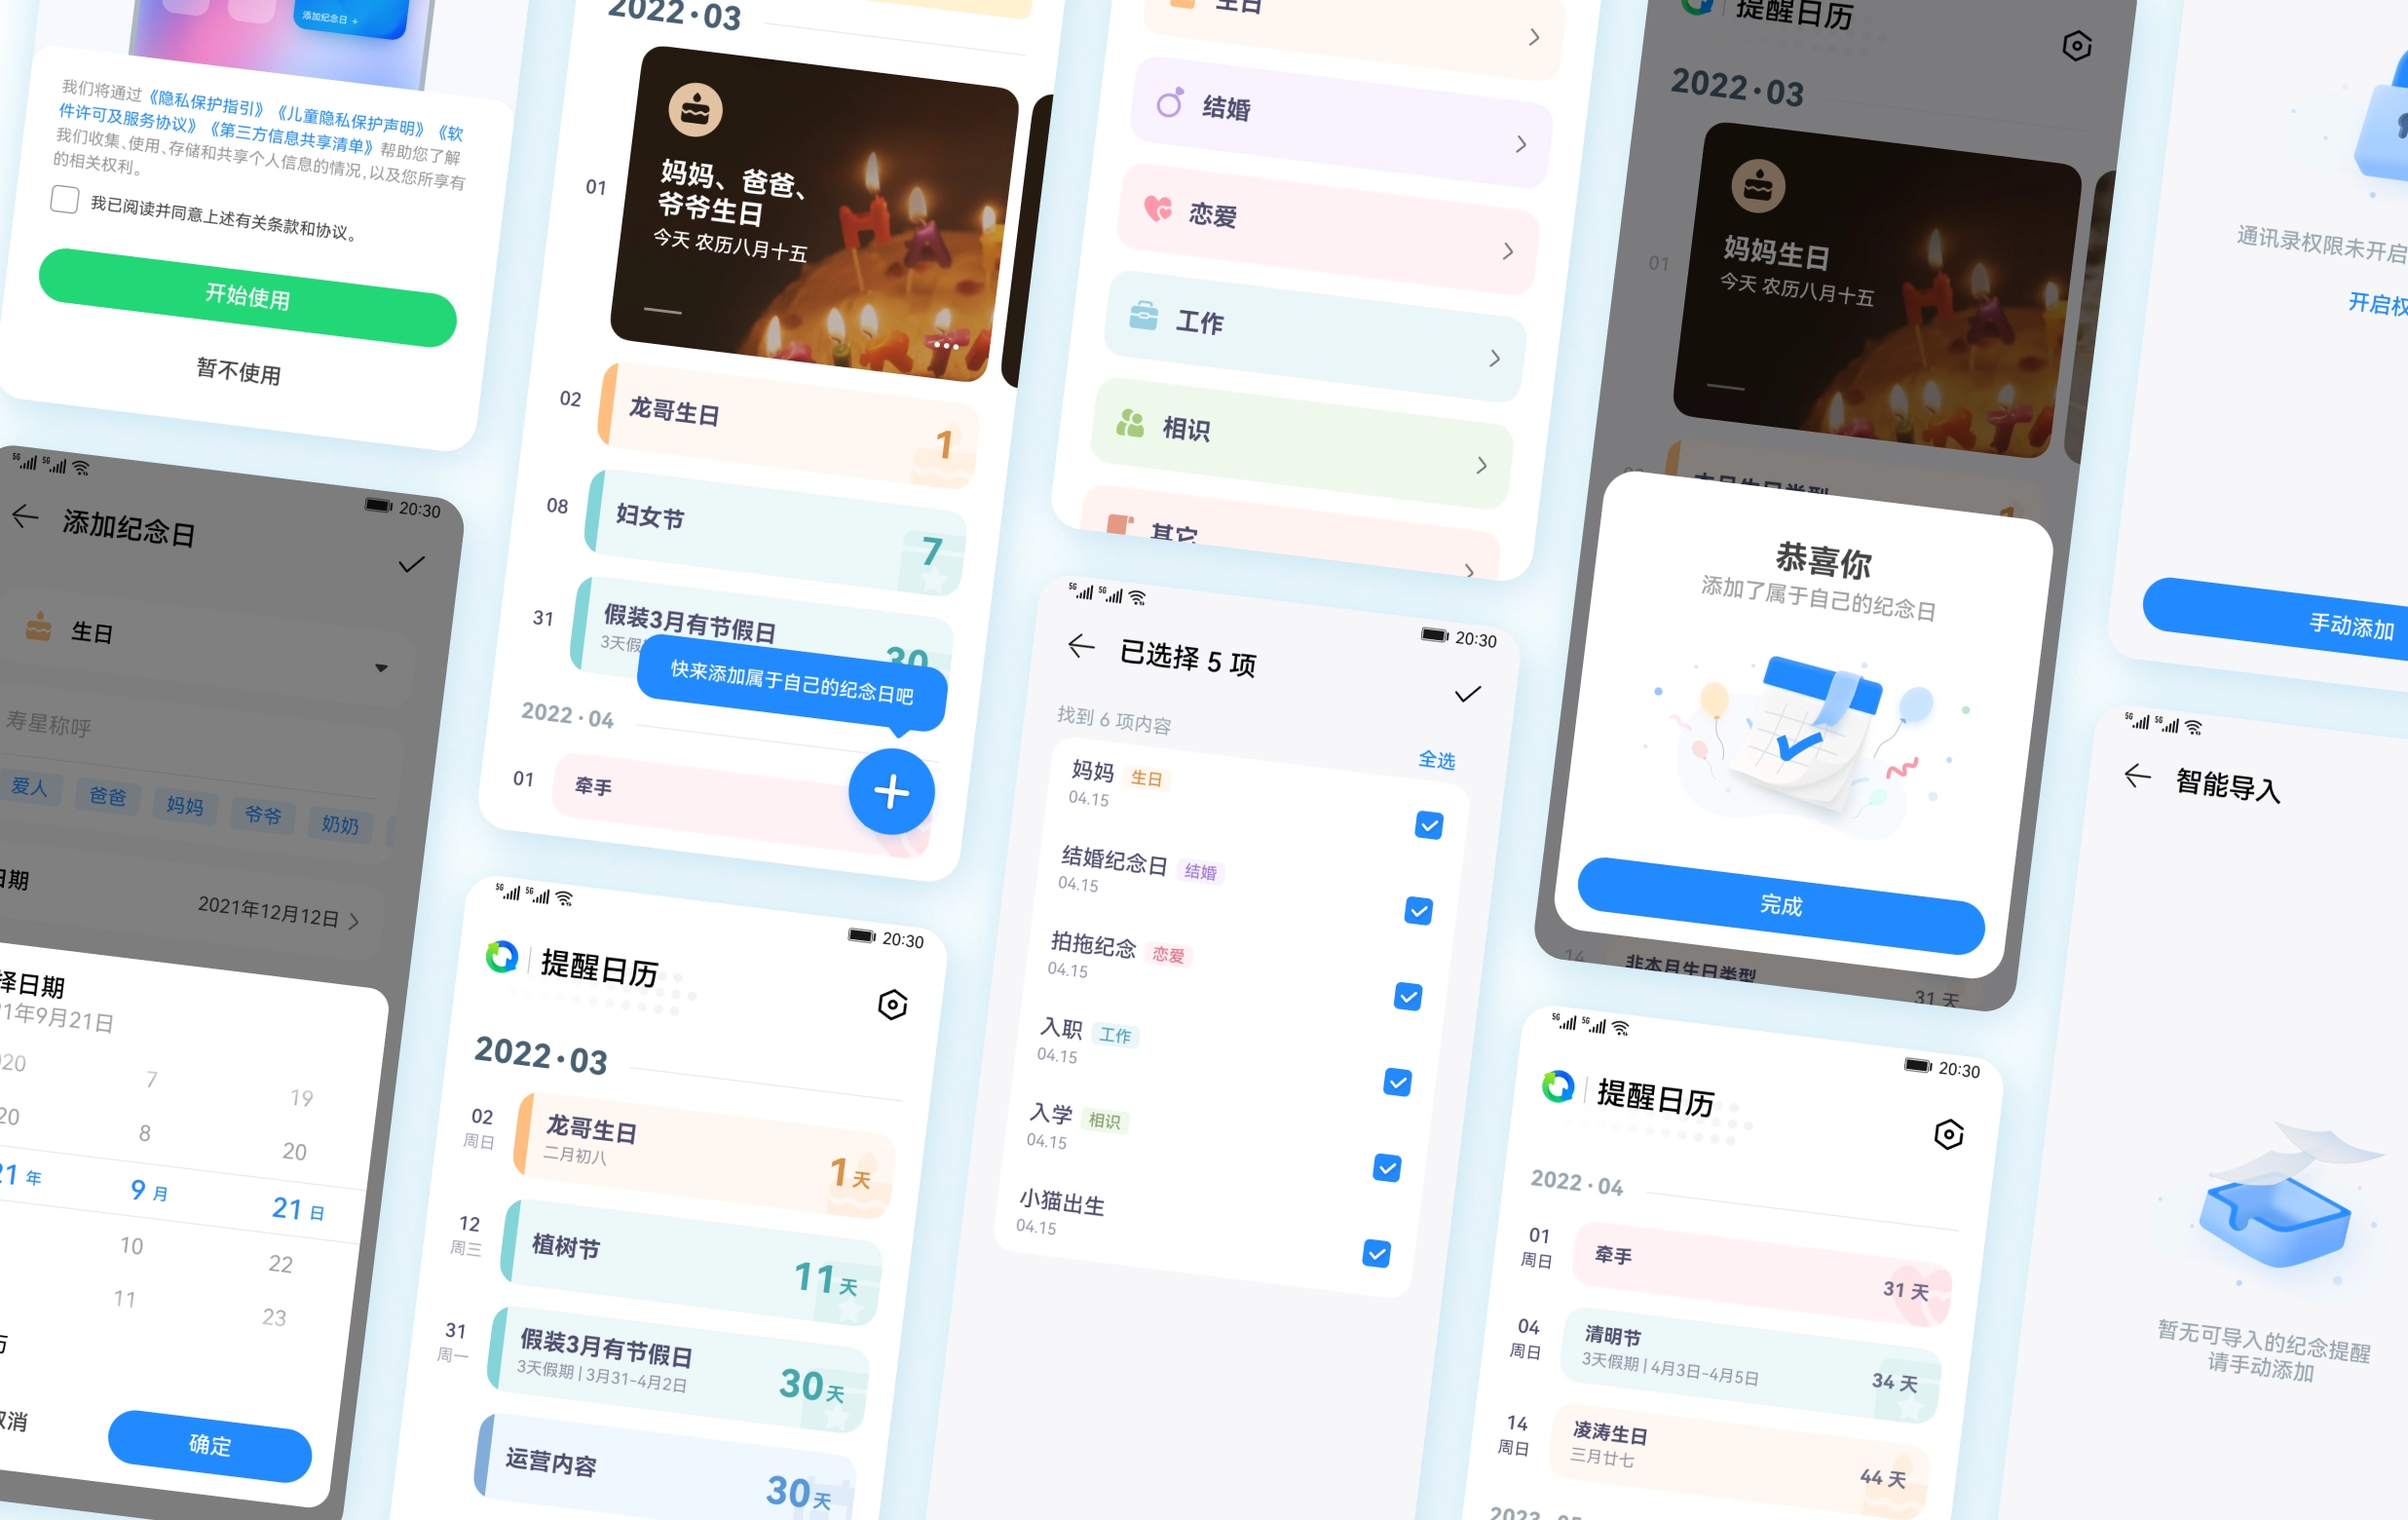 添加纪念日 +
我们将通过《隐私保护指引》《儿童隐私保护声明》《软
件许可及服务协议》《第三方信息共享清单》帮助您了解
我们收集、使用、存储和共享个人信息的情况，以及您所享有
的相关权利。
我已阅读并同意上述有关条款和协议。
开始使用
暂不使用
5G 5G 20:30
添加纪念日
生日
寿星称呼
爱人 爸爸 妈妈 爷爷 奶奶
日期 2021年12月12日
择日期
1年9月21日
20 7 19
20 8 20
21 年 9 月 21 日
10 22
11 23
历
取消 确定
2022·03
01
妈妈、爸爸、
爷爷生日
今天 农历八月十五
02 龙哥生日 1
08 妇女节 7
31 假装3月有节假日 30
3天假
快来添加属于自己的纪念日吧
2022·04
01 牵手
5G 5G 20:30
提醒日历
2022·03
02 周日 龙哥生日 二月初八 1天
12 周三 植树节 11天
31 周一 假装3月有节假日 3天假期 | 3月31-4月2日 30天
运营内容 30天
生日
结婚
恋爱
工作
相识
其它
5G 5G 20:30
已选择 5 项
找到 6 项内容 全选
妈妈 生日
04.15
结婚纪念日 结婚
04.15
拍拖纪念 恋爱
04.15
入职 工作
04.15
入学 相识
04.15
小猫出生
04.15
提醒日历
2022·03
01
妈妈生日
今天 农历八月十五
本月生日类型 1
恭喜你
添加了属于自己的纪念日
完成
14 非本月生日类型 31 天
5G 5G 20:30
提醒日历
2022·04
01 周日 牵手 31 天
04 周日 清明节 3天假期 | 4月3日-4月5日 34 天
14 周日 凌涛生日 三月廿七 44 天
通讯录权限未开启
开启权
手动添加
5G 5G
智能导入
暂无可导入的纪念提醒
请手动添加